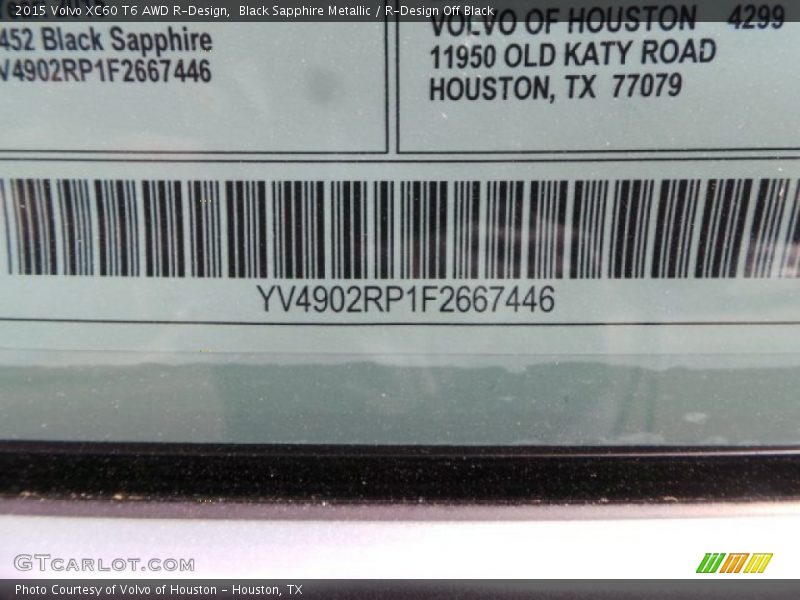 2015 Volvo XC60 T6 AWD R-Design, Black Sapphire Metallic / R-Design Off Black
452 Black Sapphire
V4902RP1F2667446
VOLVO OF HOUSTON 4299
11950 OLD KATY ROAD
HOUSTON, TX 77079
YV4902RP1F2667446
GTCARLOT.COM
Photo Courtesy of Volvo of Houston - Houston, TX